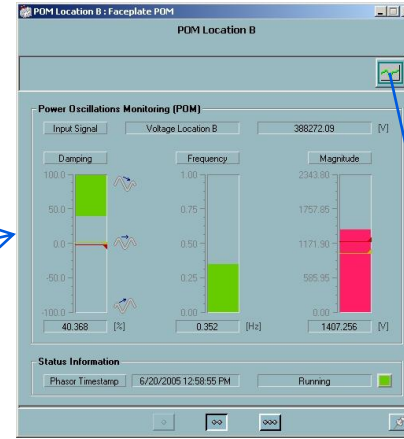 POM Location B : Faceplate POM
POM Location B
Power Oscillations Monitoring (POM)
Input Signal Voltage Location B 388272.09 [V]
Damping Frequency Magnitude
100.0 1.00 2343.80
50.0 0.75 1757.85
0.0 0.50 1171.90
-50.0 0.25 585.95
-100.0 0.00 0.00
40.368 [%] 0.352 [Hz] 1407.256 [V]
Status Information
Phasor Timestamp 6/20/2005 12:58:55 PM Running